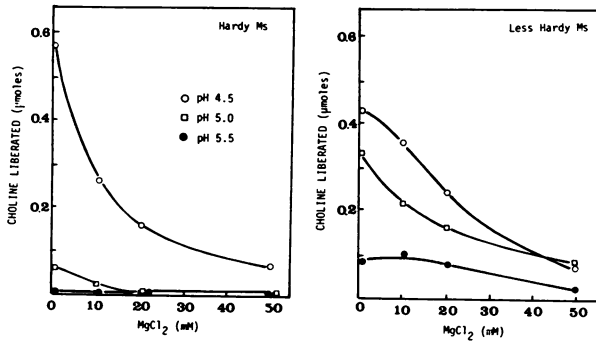 Hardy Ms
CHOLINE LIBERATED (μmoles)
0.6
0.4
0.2
○ pH 4.5
□ pH 5.0
● pH 5.5
0 10 20 30 40 50
MgCl₂ (mM)
Less Hardy Ms
CHOLINE LIBERATED (μmoles)
0.6
0.4
0.2
0 10 20 30 40 50
MgCl₂ (mM)